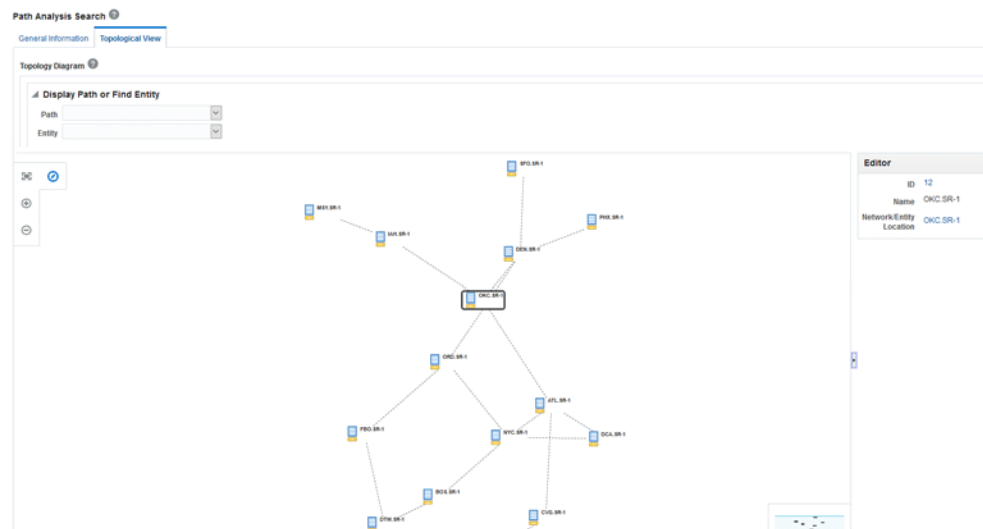 Path Analysis Search
General Information
Topological View
Topology Diagram
Display Path or Find Entity
Path
Entity
SFO.SR-1
Editor
ID 12
Name OKC.SR-1
Network/Entity
Location OKC.SR-1
MSY.SR-1
PHX.SR-1
IAH.SR-1
DEN.SR-1
OKC.SR-1
ORD.SR-1
ATL.SR-1
NYC.SR-1
DCA.SR-1
BOS.SR-1
CVG.SR-1
DTW.SR-1